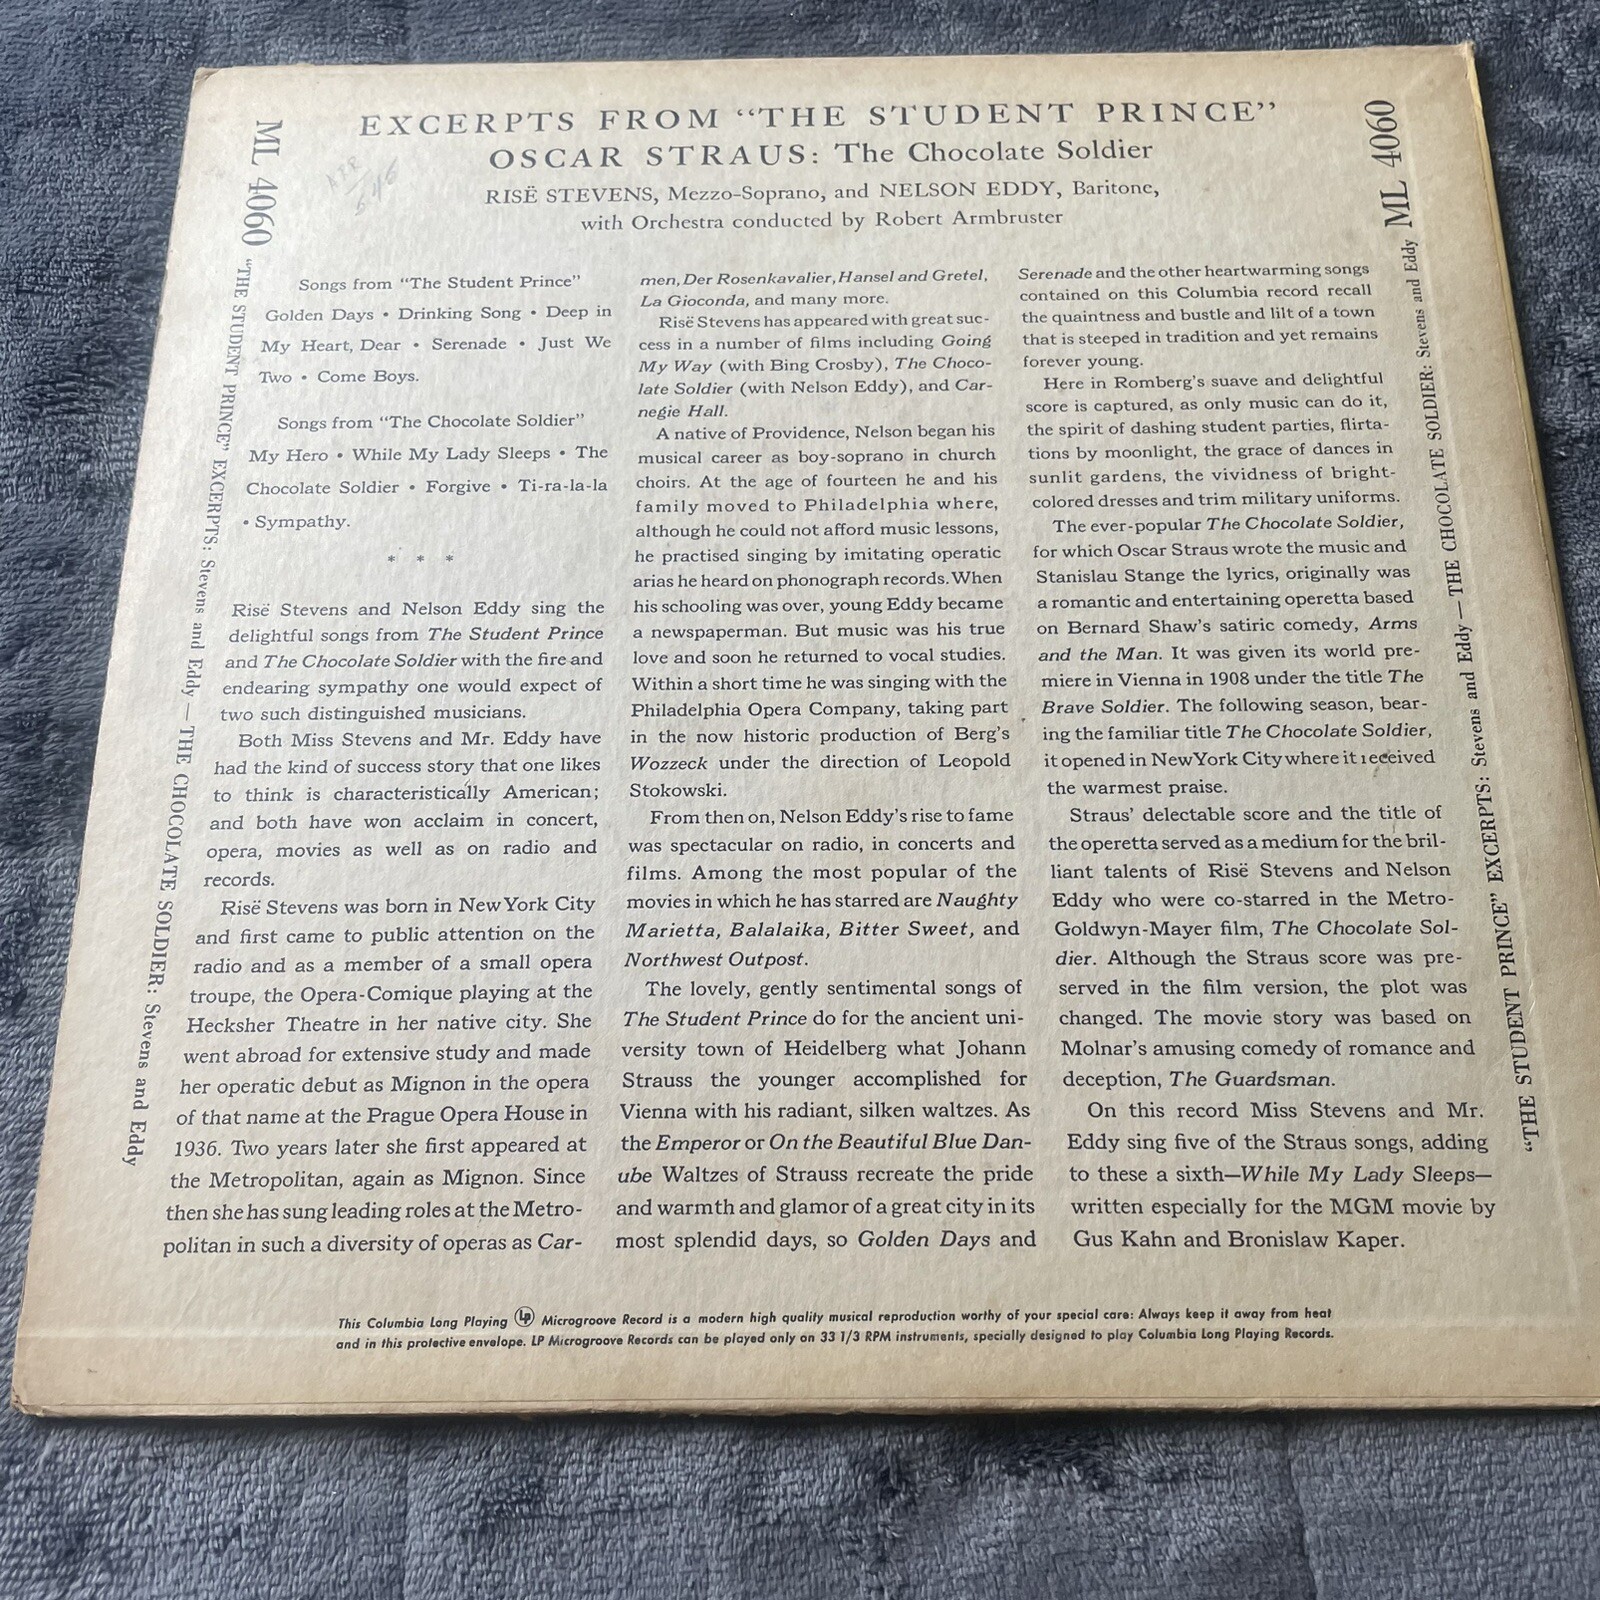 EXCERPTS FROM “THE STUDENT PRINCE”
OSCAR STRAUS: The Chocolate Soldier
RISË STEVENS, Mezzo-Soprano, and NELSON EDDY, Baritone,
with Orchestra conducted by Robert Armbruster
ML 4060
“THE STUDENT PRINCE” EXCERPTS: Stevens and Eddy — THE CHOCOLATE SOLDIER: Stevens and Eddy
Songs from “The Student Prince”
Golden Days • Drinking Song • Deep in
My Heart, Dear • Serenade • Just We
Two • Come Boys.
Songs from “The Chocolate Soldier”
My Hero • While My Lady Sleeps • The
Chocolate Soldier • Forgive • Ti-ra-la-la
• Sympathy.
* * *
Risë Stevens and Nelson Eddy sing the
delightful songs from The Student Prince
and The Chocolate Soldier with the fire and
endearing sympathy one would expect of
two such distinguished musicians.
Both Miss Stevens and Mr. Eddy have
had the kind of success story that one likes
to think is characteristically American;
and both have won acclaim in concert,
opera, movies as well as on radio and
records.
Risë Stevens was born in New York City
and first came to public attention on the
radio and as a member of a small opera
troupe, the Opera-Comique playing at the
Hecksher Theatre in her native city. She
went abroad for extensive study and made
her operatic debut as Mignon in the opera
of that name at the Prague Opera House in
1936. Two years later she first appeared at
the Metropolitan, again as Mignon. Since
then she has sung leading roles at the Metro-
politan in such a diversity of operas as Car-
men, Der Rosenkavalier, Hansel and Gretel,
La Gioconda, and many more.
Risë Stevens has appeared with great suc-
cess in a number of films including Going
My Way (with Bing Crosby), The Choco-
late Soldier (with Nelson Eddy), and Car-
negie Hall.
A native of Providence, Nelson began his
musical career as boy-soprano in church
choirs. At the age of fourteen he and his
family moved to Philadelphia where,
although he could not afford music lessons,
he practised singing by imitating operatic
arias he heard on phonograph records. When
his schooling was over, young Eddy became
a newspaperman. But music was his true
love and soon he returned to vocal studies.
Within a short time he was singing with the
Philadelphia Opera Company, taking part
in the now historic production of Berg’s
Wozzeck under the direction of Leopold
Stokowski.
From then on, Nelson Eddy’s rise to fame
was spectacular on radio, in concerts and
films. Among the most popular of the
movies in which he has starred are Naughty
Marietta, Balalaika, Bitter Sweet, and
Northwest Outpost.
The lovely, gently sentimental songs of
The Student Prince do for the ancient uni-
versity town of Heidelberg what Johann
Strauss the younger accomplished for
Vienna with his radiant, silken waltzes. As
the Emperor or On the Beautiful Blue Dan-
ube Waltzes of Strauss recreate the pride
and warmth and glamor of a great city in its
most splendid days, so Golden Days and
Serenade and the other heartwarming songs
contained on this Columbia record recall
the quaintness and bustle and lilt of a town
that is steeped in tradition and yet remains
forever young.
Here in Romberg’s suave and delightful
score is captured, as only music can do it,
the spirit of dashing student parties, flirta-
tions by moonlight, the grace of dances in
sunlit gardens, the vividness of bright-
colored dresses and trim military uniforms.
The ever-popular The Chocolate Soldier,
for which Oscar Straus wrote the music and
Stanislau Stange the lyrics, originally was
a romantic and entertaining operetta based
on Bernard Shaw’s satiric comedy, Arms
and the Man. It was given its world pre-
miere in Vienna in 1908 under the title The
Brave Soldier. The following season, bear-
ing the familiar title The Chocolate Soldier,
it opened in New York City where it received
the warmest praise.
Straus’ delectable score and the title of
the operetta served as a medium for the bril-
liant talents of Risë Stevens and Nelson
Eddy who were co-starred in the Metro-
Goldwyn-Mayer film, The Chocolate Sol-
dier. Although the Straus score was pre-
served in the film version, the plot was
changed. The movie story was based on
Molnar’s amusing comedy of romance and
deception, The Guardsman.
On this record Miss Stevens and Mr.
Eddy sing five of the Straus songs, adding
to these a sixth—While My Lady Sleeps—
written especially for the MGM movie by
Gus Kahn and Bronislaw Kaper.
ML 4060
“THE STUDENT PRINCE” EXCERPTS: Stevens and Eddy — THE CHOCOLATE SOLDIER: Stevens and Eddy
This Columbia Long Playing LP Microgroove Record is a modern high quality musical reproduction worthy of your special care: Always keep it away from heat
and in this protective envelope. LP Microgroove Records can be played only on 33 1/3 RPM instruments, specially designed to play Columbia Long Playing Records.